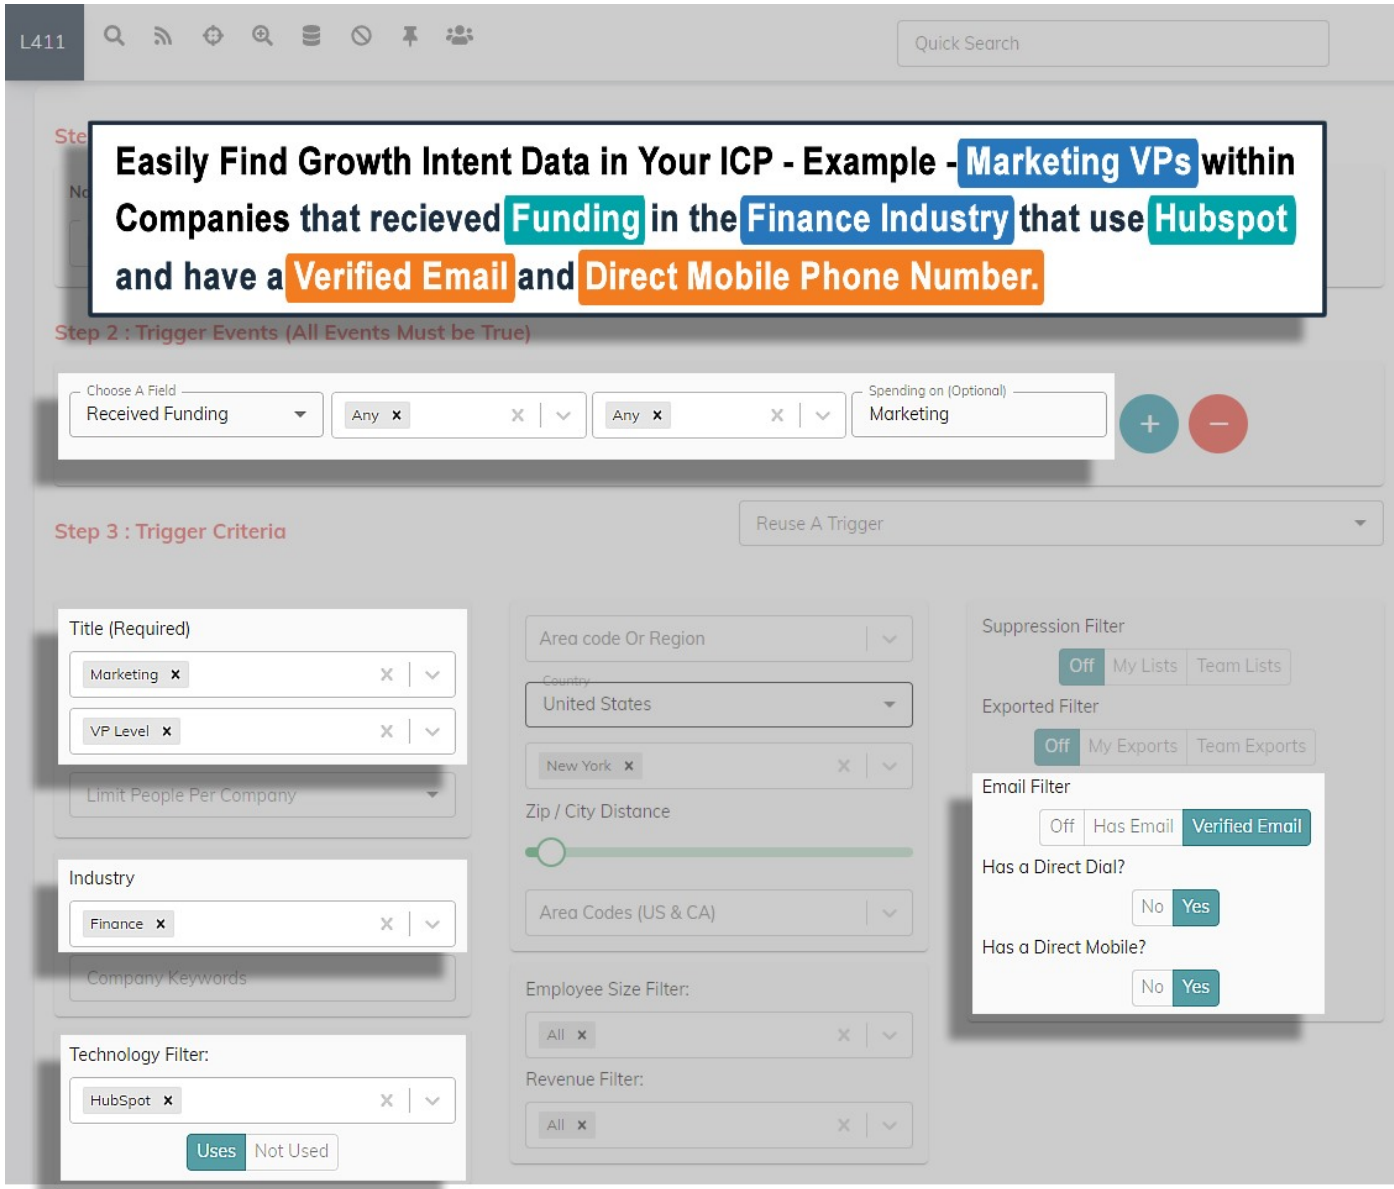 L411
Quick Search
Ste
Easily Find Growth Intent Data in Your ICP - Example - Marketing VPs within
Companies that recieved Funding in the Finance Industry that use Hubspot
and have a Verified Email and Direct Mobile Phone Number.
Step 2 : Trigger Events (All Events Must be True)
Choose A Field
Received Funding
Any
Any
Spending on (Optional)
Marketing
Step 3 : Trigger Criteria
Reuse A Trigger
Title (Required)
Marketing
VP Level
Limit People Per Company
Industry
Finance
Company Keywords
Technology Filter:
HubSpot
Uses Not Used
Area code Or Region
Country
United States
New York
Zip / City Distance
Area Codes (US & CA)
Employee Size Filter:
All
Revenue Filter:
All
Suppression Filter
Off My Lists Team Lists
Exported Filter
Off My Exports Team Exports
Email Filter
Off Has Email Verified Email
Has a Direct Dial?
No Yes
Has a Direct Mobile?
No Yes